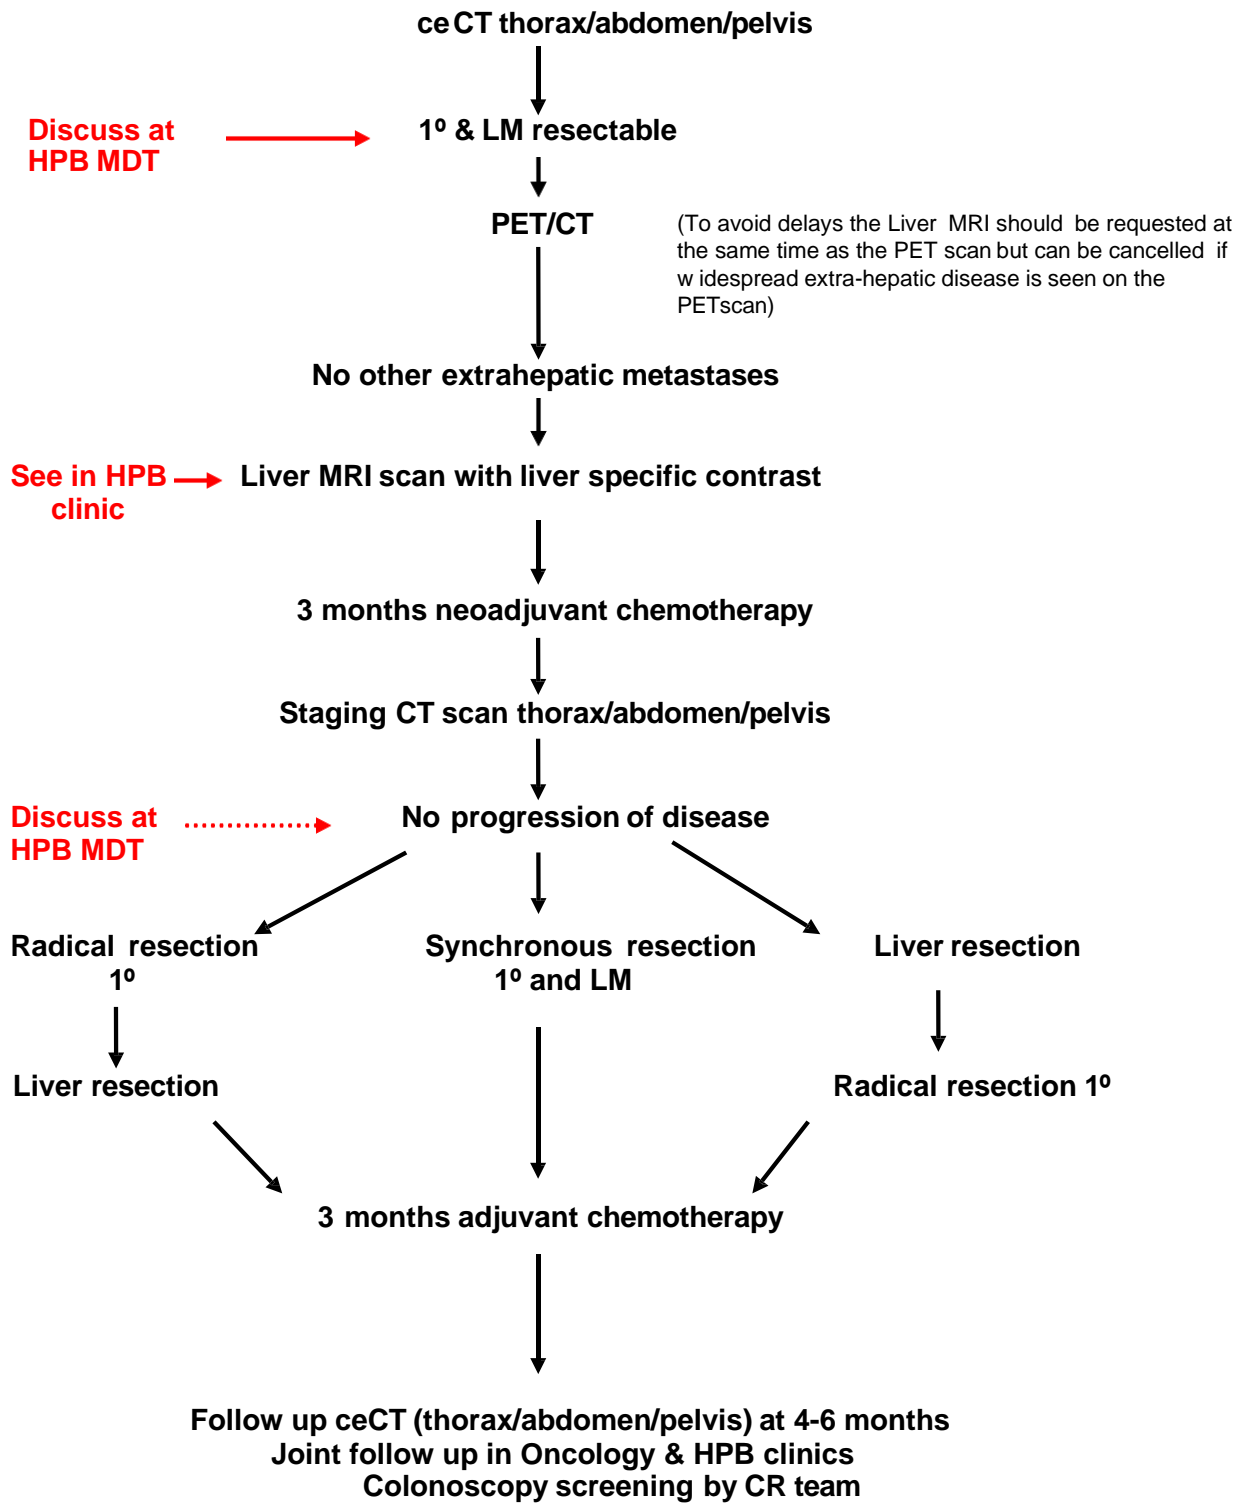 ceCT thorax/abdomen/pelvis
Discuss at
HPB MDT
1º & LM resectable
PET/CT
(To avoid delays the Liver MRI should be requested at
the same time as the PET scan but can be cancelled if
w idespread extra-hepatic disease is seen on the
PETscan)
No other extrahepatic metastases
See in HPB
clinic
Liver MRI scan with liver specific contrast
3 months neoadjuvant chemotherapy
Staging CT scan thorax/abdomen/pelvis
Discuss at
HPB MDT
No progression of disease
Radical resection
1º
Synchronous resection
1º and LM
Liver resection
Liver resection
Radical resection 1º
3 months adjuvant chemotherapy
Follow up ceCT (thorax/abdomen/pelvis) at 4-6 months
Joint follow up in Oncology & HPB clinics
Colonoscopy screening by CR team